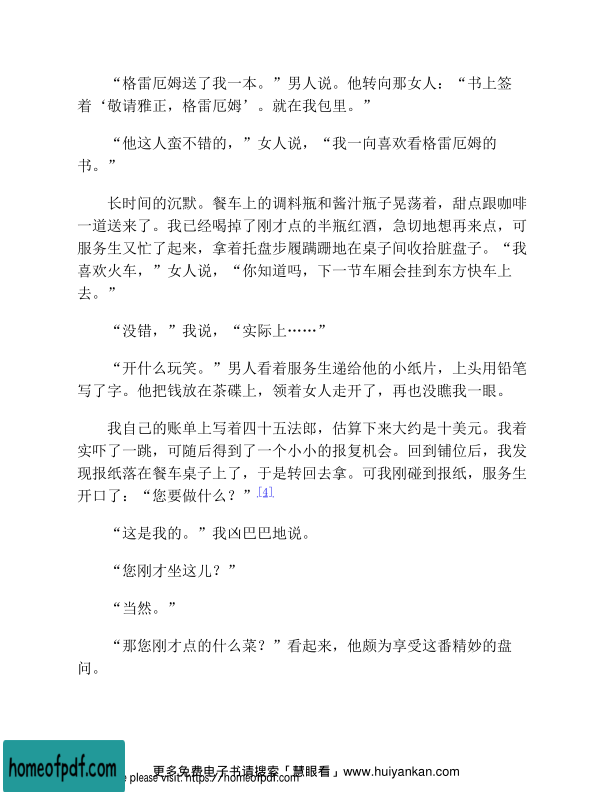 “格雷厄姆送了我一本。”男人说。他转向那女人：“书上签
着‘敬请雅正，格雷厄姆’。就在我包里。”
“他这人蛮不错的，”女人说，“我一向喜欢看格雷厄姆的
书。”
长时间的沉默。餐车上的调料瓶和酱汁瓶子晃荡着，甜点跟咖啡
一道送来了。我已经喝掉了刚才点的半瓶红酒，急切地想再来点，可
服务生又忙了起来，拿着托盘步履蹒跚地在桌子间收拾脏盘子。“我
喜欢火车，”女人说，“你知道吗，下一节车厢会挂到东方快车上
去。”
“没错，”我说，“实际上……”
“开什么玩笑。”男人看着服务生递给他的小纸片，上头用铅笔
写了字。他把钱放在茶碟上，领着女人走开了，再也没瞧我一眼。
我自己的账单上写着四十五法郎，估算下来大约是十美元。我着
实吓了一跳，可随后得到了一个小小的报复机会。回到铺位后，我发
现报纸落在餐车桌子上了，于是转回去拿。可我刚碰到报纸，服务生
开口了：“您要做什么？”[4]
“这是我的。”我凶巴巴地说。
“您刚才坐这儿？”
“当然。”
“那您刚才点的什么菜？”看起来，他颇为享受这番精妙的盘
问。
homeofpdf.com
更多免费电子书请搜索「慧眼看」www.huiyankan.com
e please visit: https://homeofpdf.com